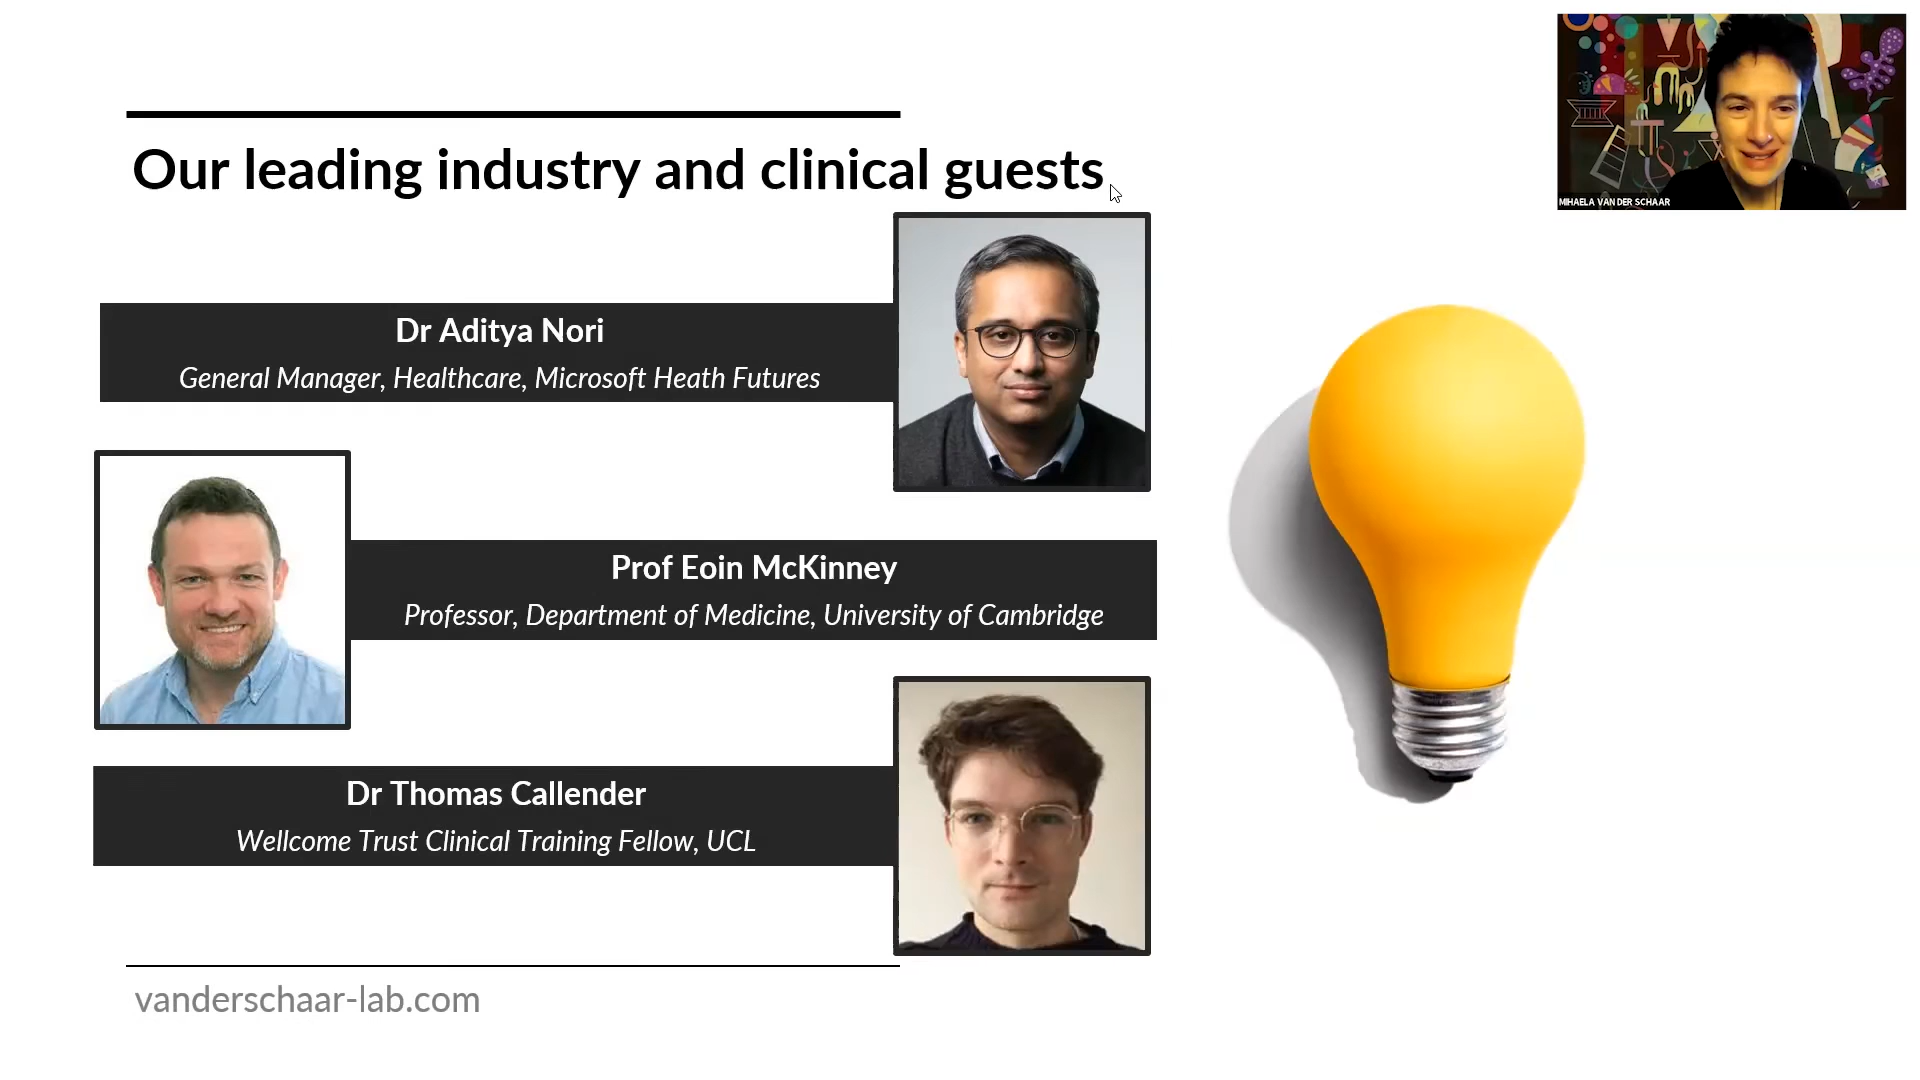 Our leading industry and clinical guests
MIHAELA VAN DER SCHAAR
Dr Aditya Nori
General Manager, Healthcare, Microsoft Heath Futures
Prof Eoin McKinney
Professor, Department of Medicine, University of Cambridge
Dr Thomas Callender
Wellcome Trust Clinical Training Fellow, UCL
vanderschaar-lab.com